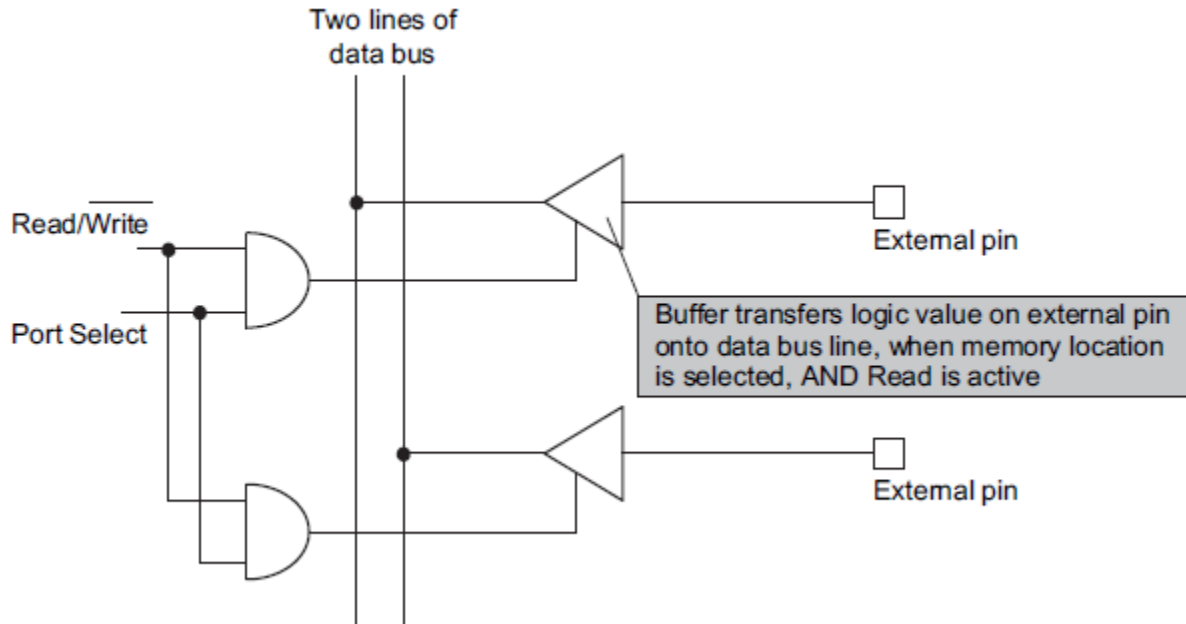 Two lines of
data bus
Read/Write
External pin
Port Select
Buffer transfers logic value on external pin
onto data bus line, when memory location
is selected, AND Read is active
External pin